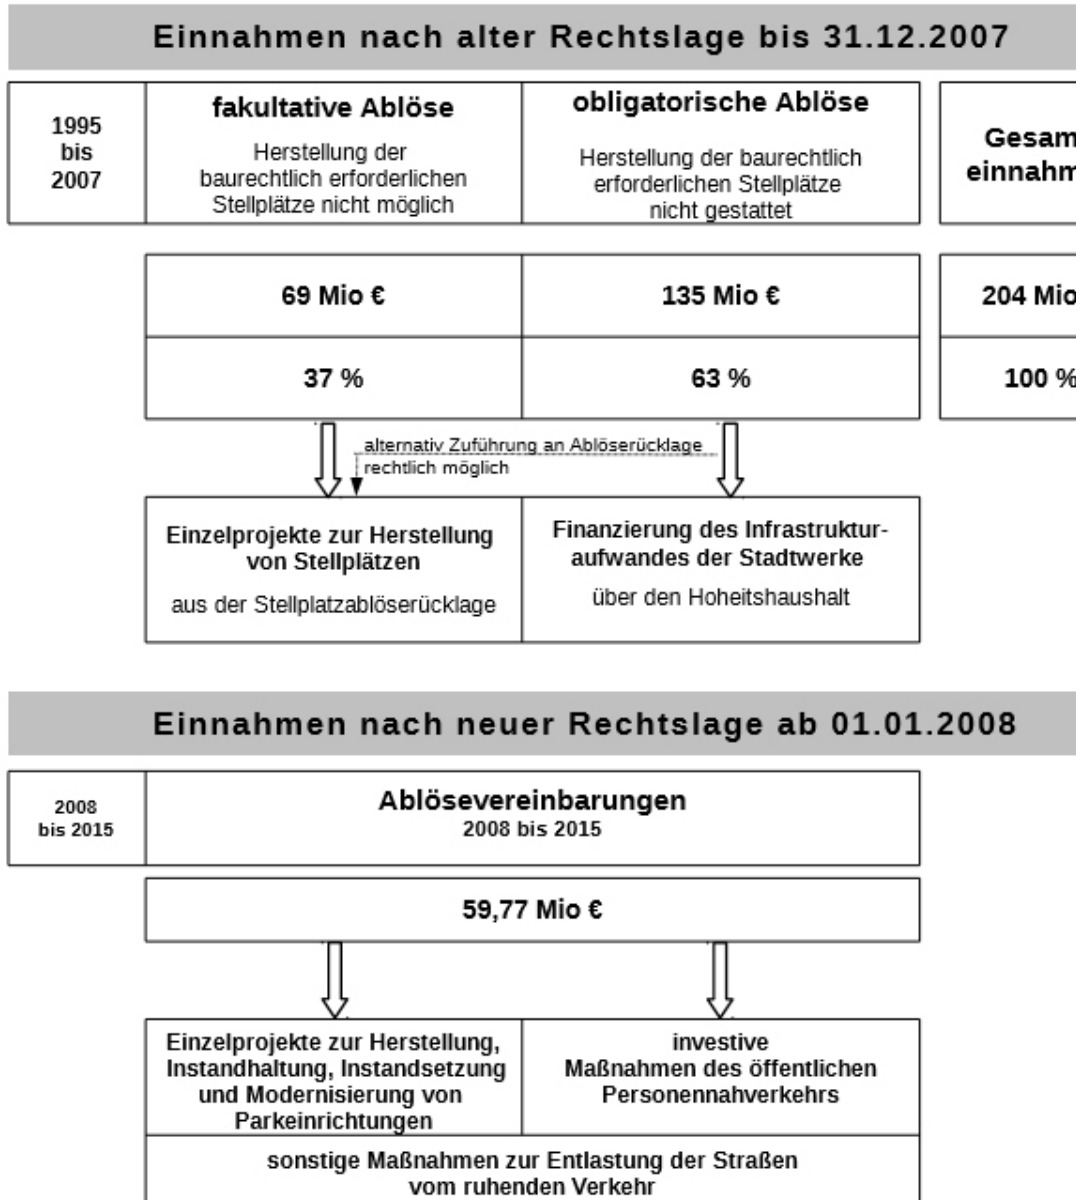 Einnahmen nach alter Rechtslage bis 31.12.2007
1995
bis
2007
fakultative Ablöse
Herstellung der
baurechtlich erforderlichen
Stellplätze nicht möglich
obligatorische Ablöse
Herstellung der baurechtlich
erforderlichen Stellplätze
nicht gestattet
Gesam
einnahm
69 Mio €
135 Mio €
204 Mio
37 %
63 %
100 %
alternativ Zuführung an Ablöserücklage
rechtlich möglich
Einzelprojekte zur Herstellung
von Stellplätzen
aus der Stellplatzablöserücklage
Finanzierung des Infrastruktur-
aufwandes der Stadtwerke
über den Hoheitshaushalt
Einnahmen nach neuer Rechtslage ab 01.01.2008
2008
bis 2015
Ablösevereinbarungen
2008 bis 2015
59,77 Mio €
Einzelprojekte zur Herstellung,
Instandhaltung, Instandsetzung
und Modernisierung von
Parkeinrichtungen
investive
Maßnahmen des öffentlichen
Personennahverkehrs
sonstige Maßnahmen zur Entlastung der Straßen
vom ruhenden Verkehr